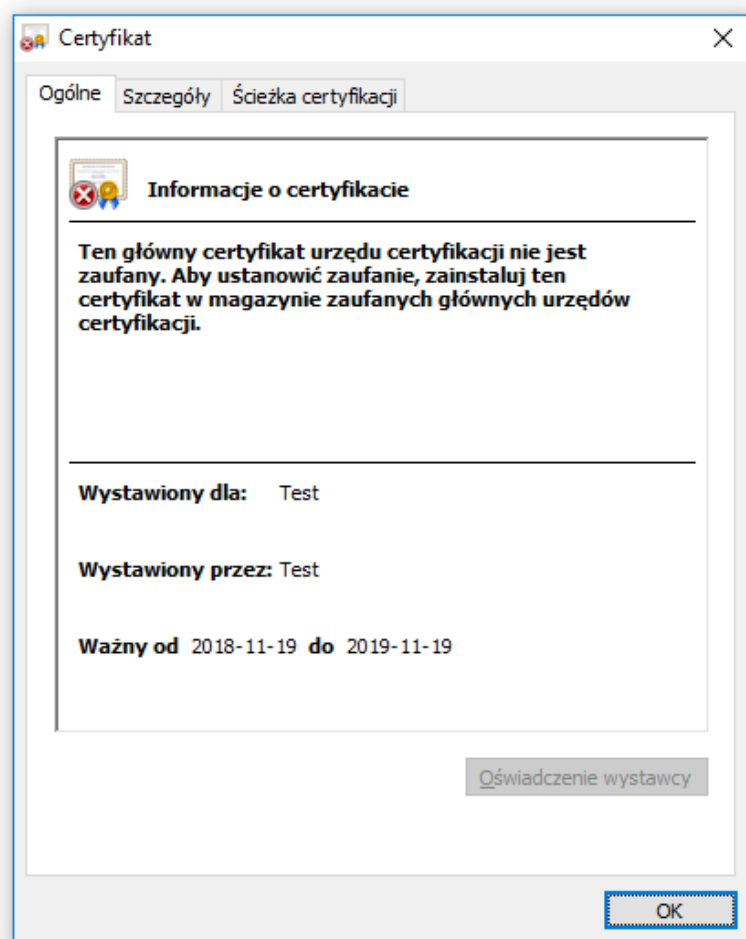 Certyfikat
Ogólne Szczegóły Ścieżka certyfikacji
Informacje o certyfikacie
Ten główny certyfikat urzędu certyfikacji nie jest
zaufany. Aby ustanowić zaufanie, zainstaluj ten
certyfikat w magazynie zaufanych głównych urzędów
certyfikacji.
Wystawiony dla: Test
Wystawiony przez: Test
Ważny od 2018-11-19 do 2019-11-19
Oświadczenie wystawcy
OK